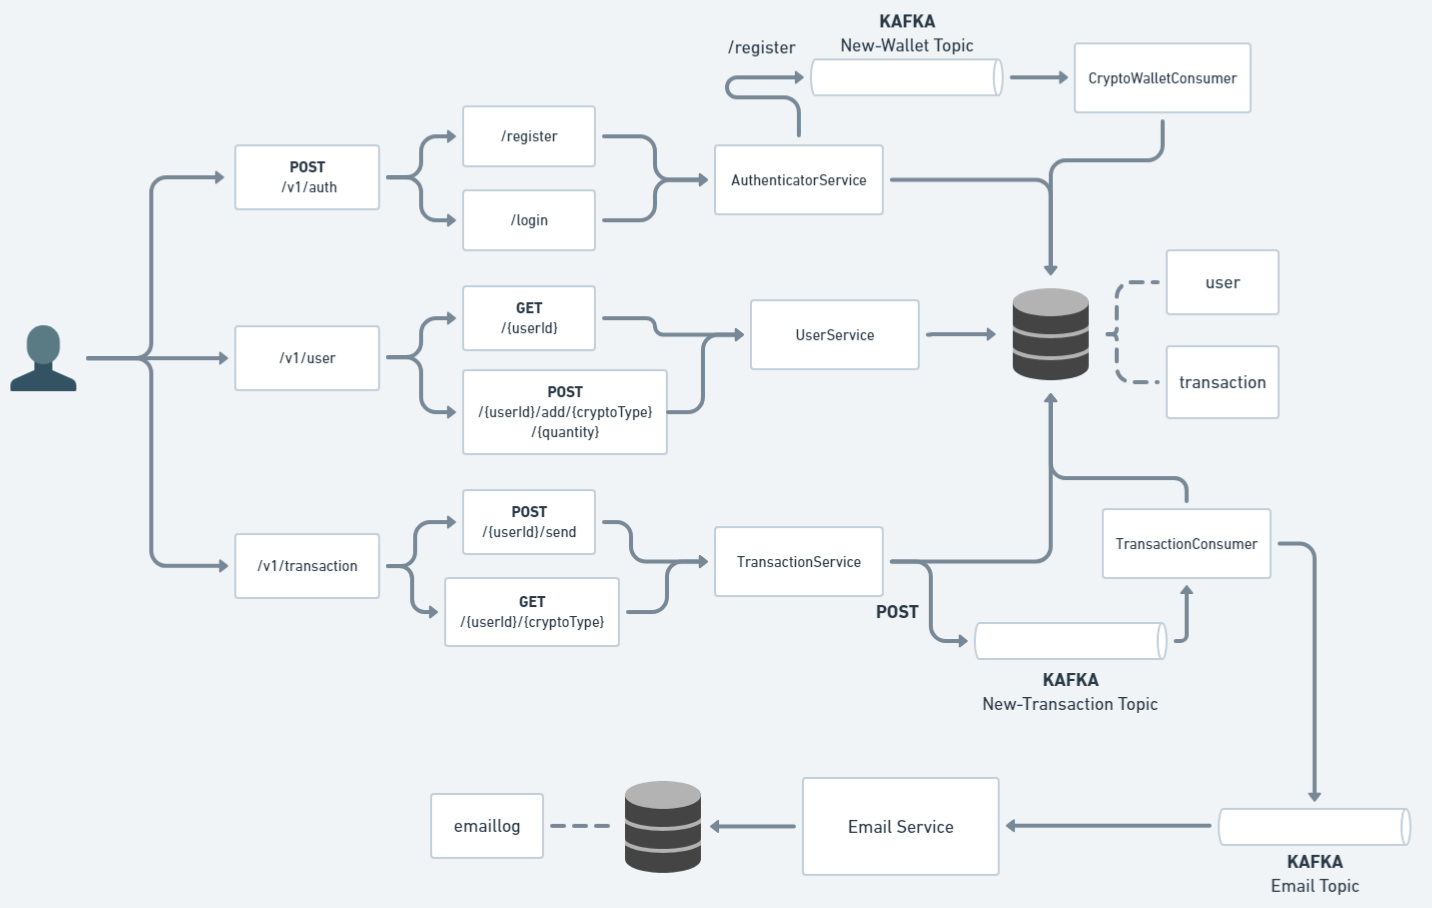 KAFKA
New-Wallet Topic
/register
CryptoWalletConsumer
/register
POST
/v1/auth
AuthenticatorService
/login
user
GET
/{userId}
UserService
/v1/user
transaction
POST
/{userId}/add/{cryptoType}
/{quantity}
POST
/{userId}/send
TransactionConsumer
/v1/transaction
TransactionService
GET
/{userId}/{cryptoType}
POST
KAFKA
New-Transaction Topic
emaillog
Email Service
KAFKA
Email Topic